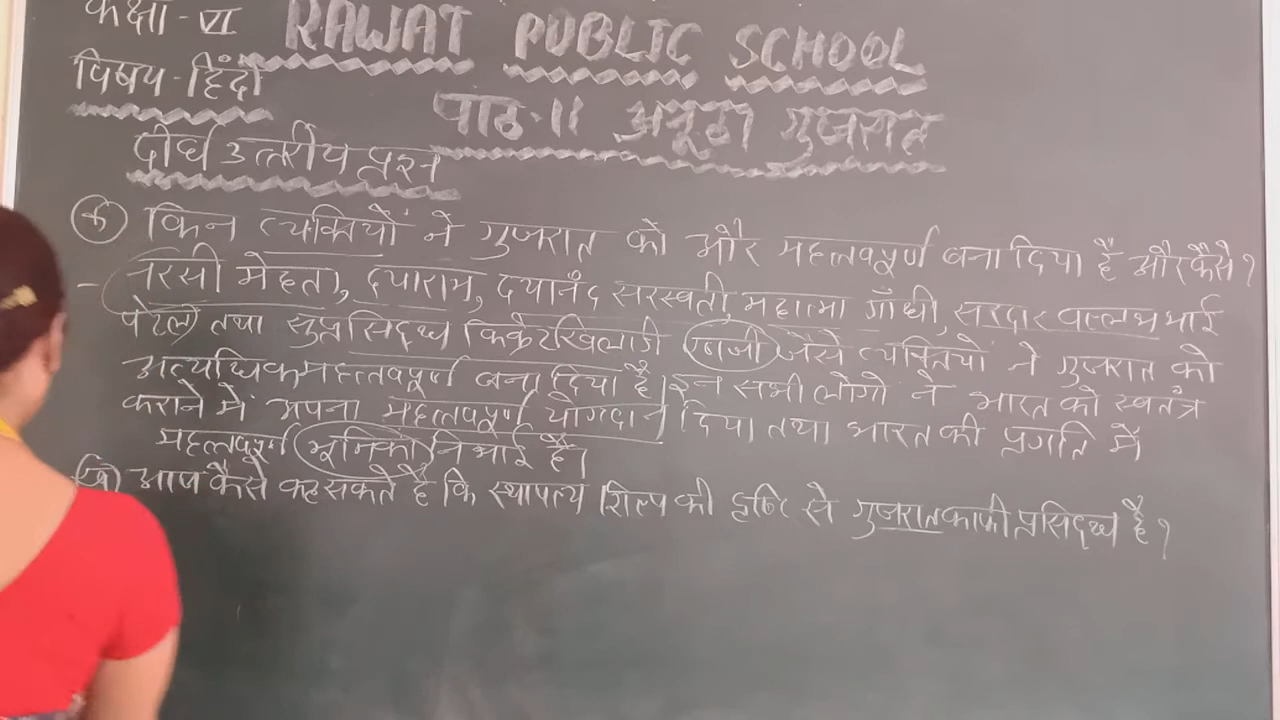 कक्षा - VI RAWAT PUBLIC SCHOOL
विषय - हिंदी
पाठ-11 अनूठा गुजरात
दीर्घ उत्तरीय प्रश्न
(क) किन व्यक्तियों ने गुजरात को और महत्वपूर्ण बना दिया है और कैसे?
- नरसी मेहता, दयाराम, दयानंद सरस्वती, महात्मा गाँधी, सरदार वल्लभ भाई
पटेल तथा सुप्रसिद्ध क्रिकेट खिलाडी जैसे व्यक्तियो ने गुजरात को
अत्यधिक महत्वपूर्ण बना दिया है। इन सभी लोगो ने भारत को स्वतंत्र
कराने में अपना महत्वपूर्ण योगदान दिया तथा भारत की प्रगति में
महत्वपूर्ण भूमिका निभाई है।
(ख) आप कैसे कह सकते है कि स्थापत्य शिल्प की दृष्टि से गुजरात काफी प्रसिद्ध है?